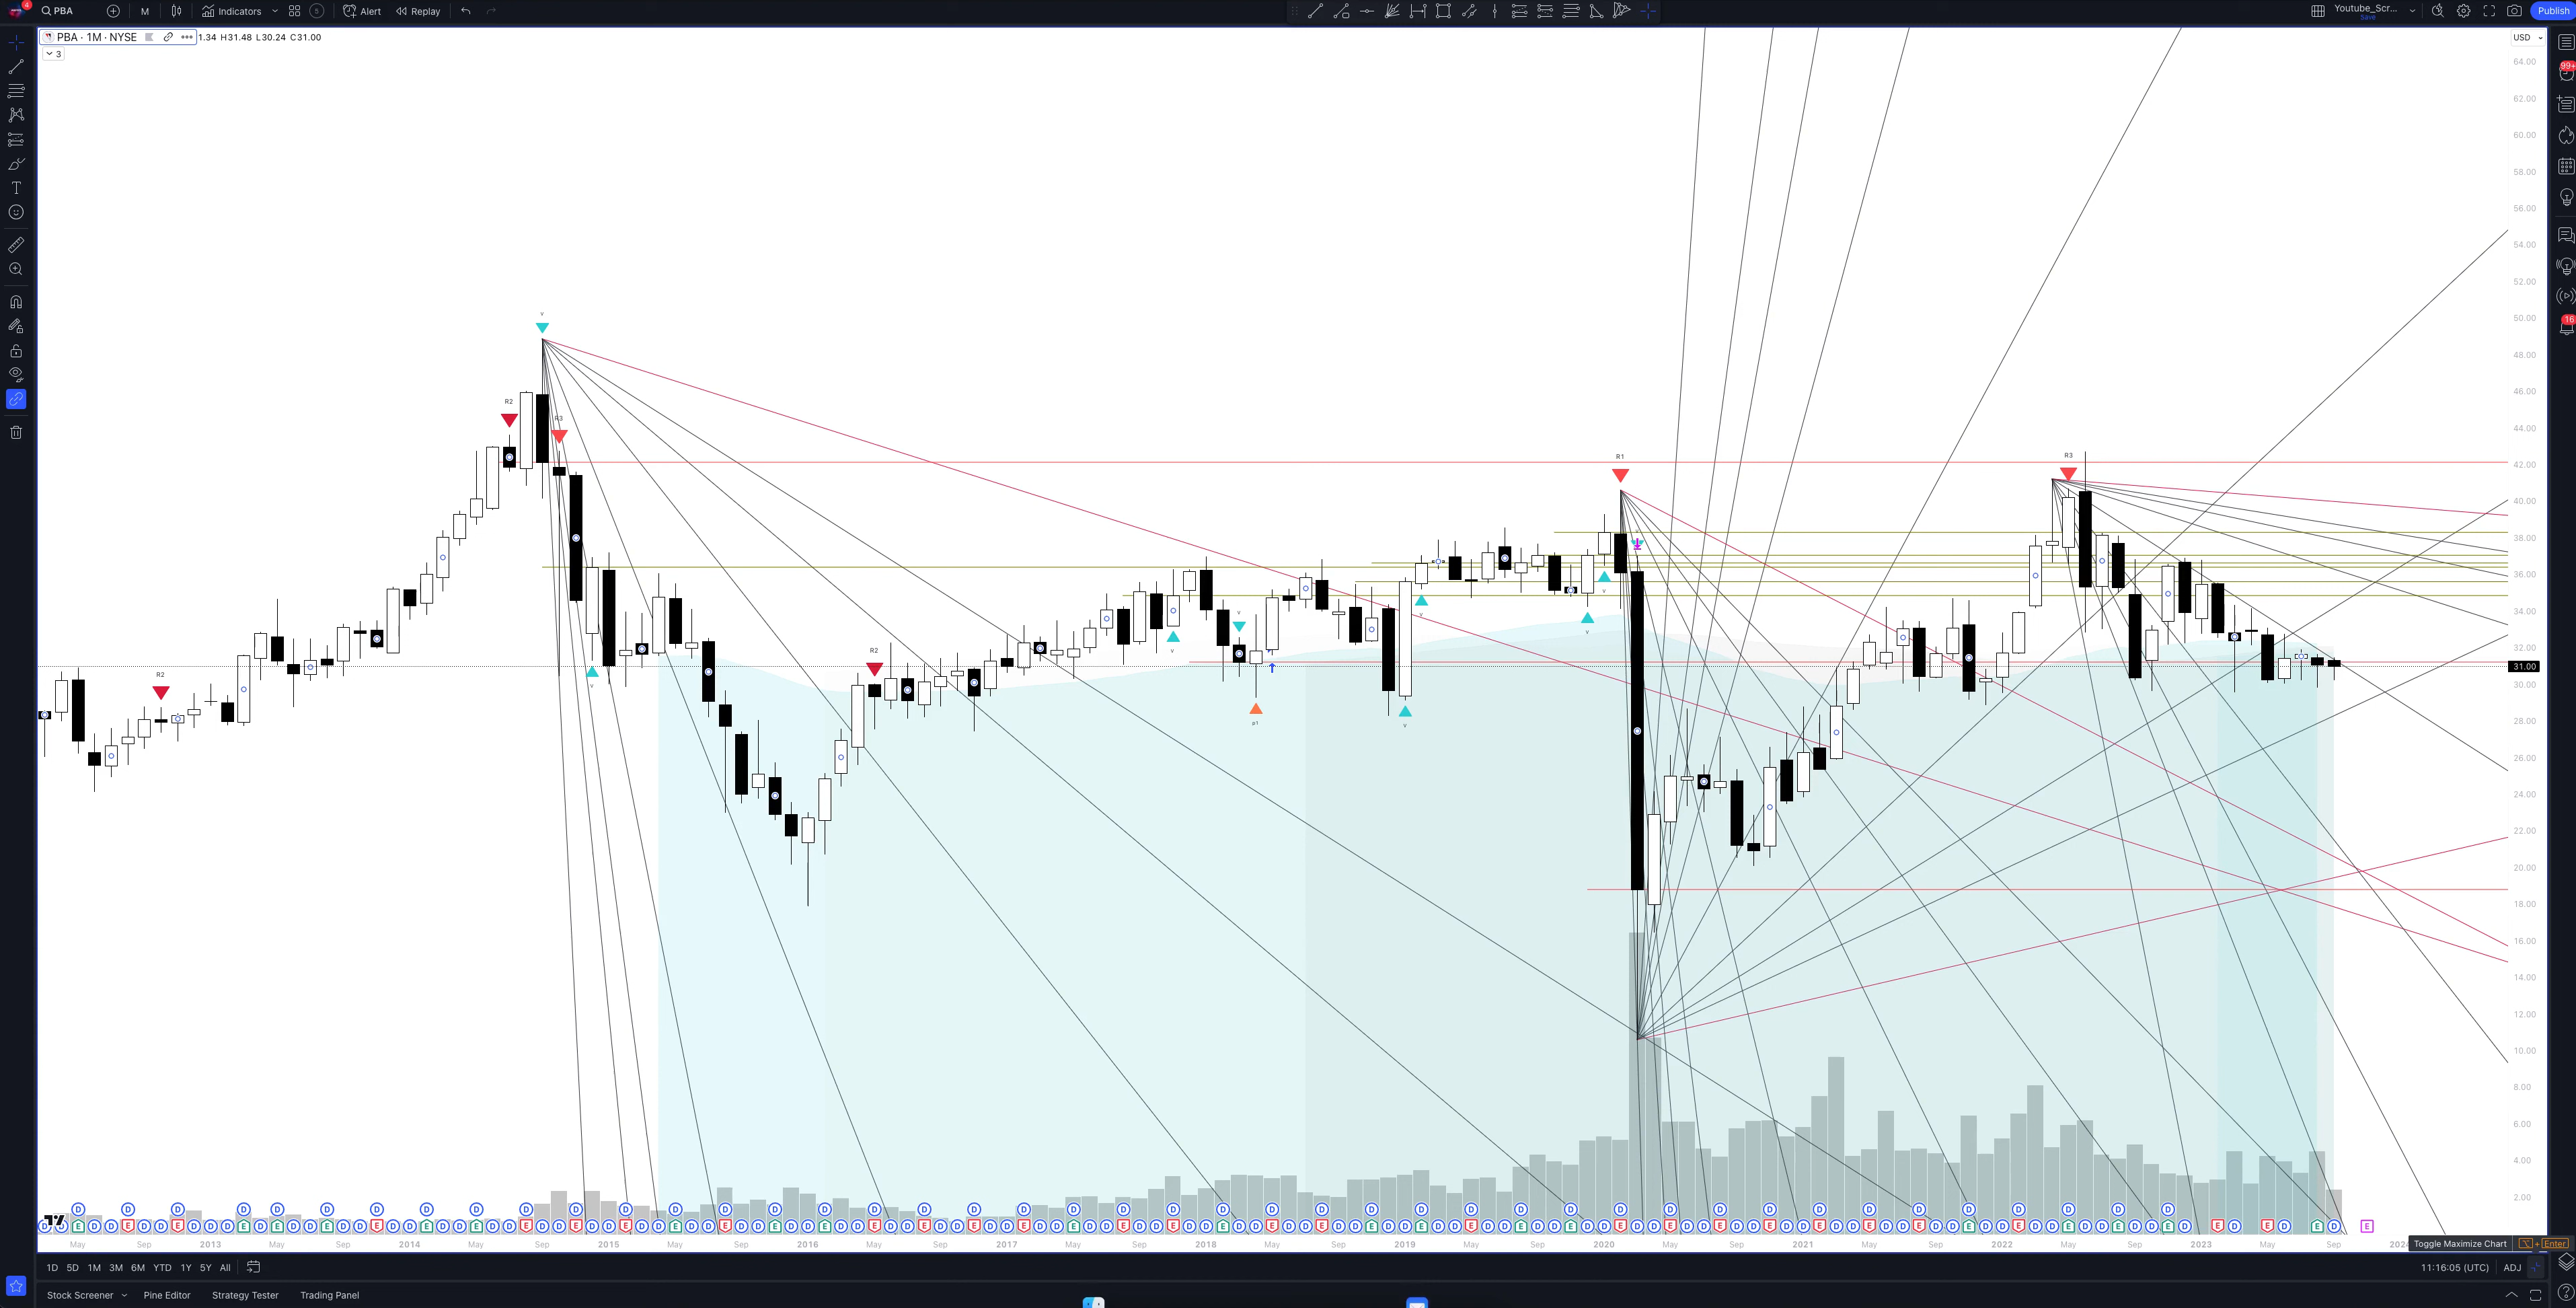 4
PBA
M
Indicators
5
Alert
Replay
Youtube_Scr...
Save
Publish
PBA · 1M · NYSE
1.34 H31.48 L30.24 C31.00
3
USD
64.00
62.00
60.00
58.00
56.00
54.00
52.00
50.00
48.00
46.00
44.00
42.00
40.00
38.00
36.00
34.00
32.00
31.00
30.00
28.00
26.00
24.00
22.00
20.00
18.00
16.00
14.00
12.00
10.00
8.00
6.00
4.00
2.00
99+
16
v
R2
R3
R1
R3
R2
R2
p1
May Sep 2013 May Sep 2014 May Sep 2015 May Sep 2016 May Sep 2017 May Sep 2018 May Sep 2019 May Sep 2020 May Sep 2021 May Sep 2022 May Sep 2023 May Sep
Toggle Maximize Chart ⌥ + Enter
1D 5D 1M 3M 6M YTD 1Y 5Y All
11:16:05 (UTC) ADJ
Stock Screener Pine Editor Strategy Tester Trading Panel